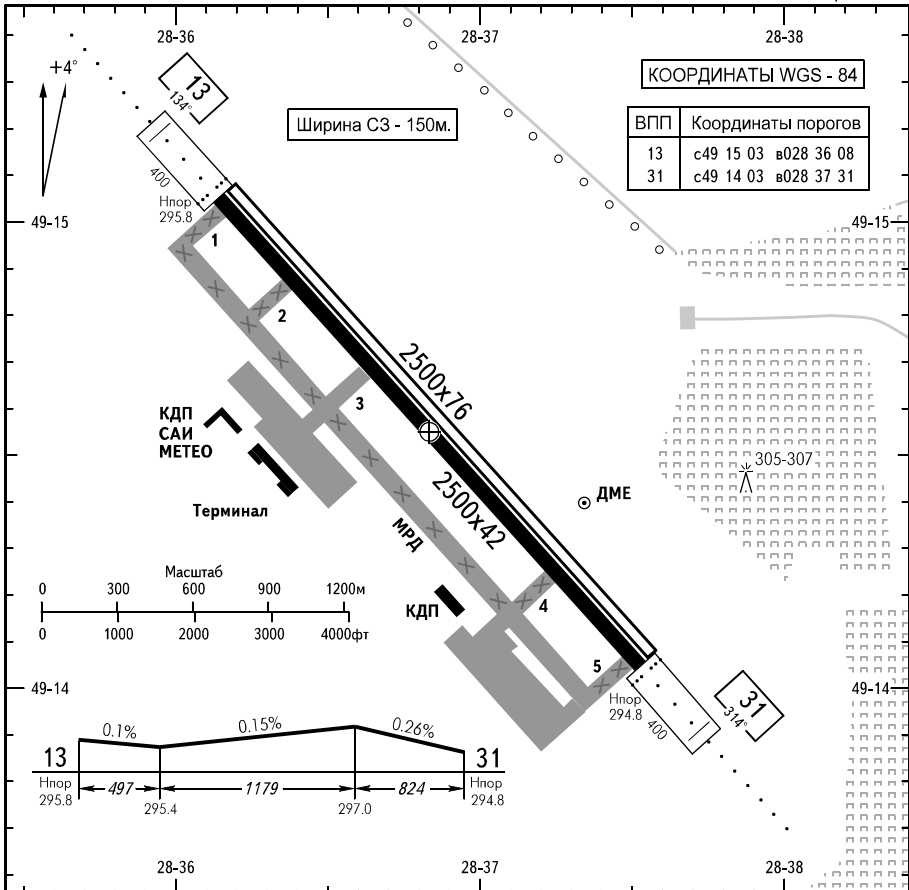 28-36
28-37
28-38
+4°
13
134°
КООРДИНАТЫ WGS - 84
Ширина СЗ - 150м.
ВПП Координаты порогов
13 с49 15 03 в028 36 08
31 с49 14 03 в028 37 31
400
Нпор
295.8
49-15
49-15
1
2
3
2500х76
КДП
САИ
МЕТЕО
305-307
2500х42
ДМЕ
Терминал
МРД
Масштаб
0 300 600 900 1200м
0 1000 2000 3000 4000фт
КДП
4
5
49-14
49-14
Нпор
294.8
400
31
314°
0.1% 0.15% 0.26%
13 31
Нпор
295.8
497 1179 824
Нпор
294.8
295.4 297.0
28-36
28-37
28-38